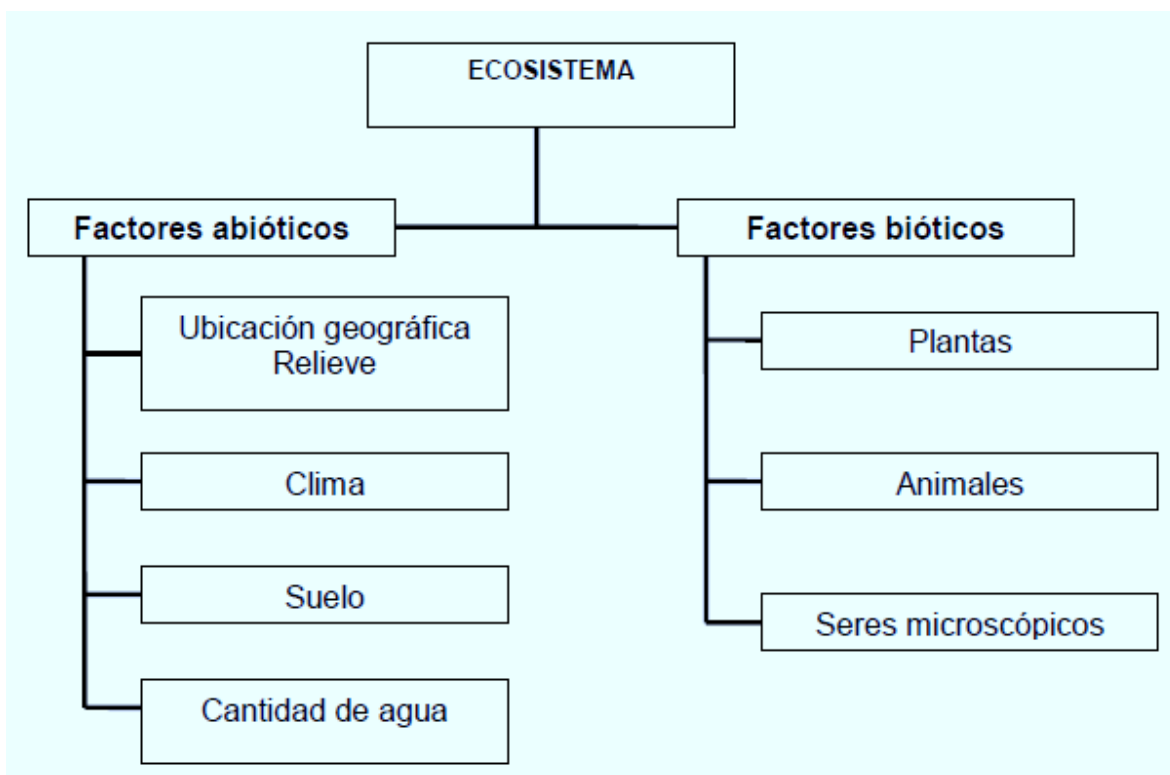 ECOSISTEMA
Factores abióticos
Factores bióticos
Ubicación geográfica
Relieve
Plantas
Clima
Animales
Suelo
Seres microscópicos
Cantidad de agua